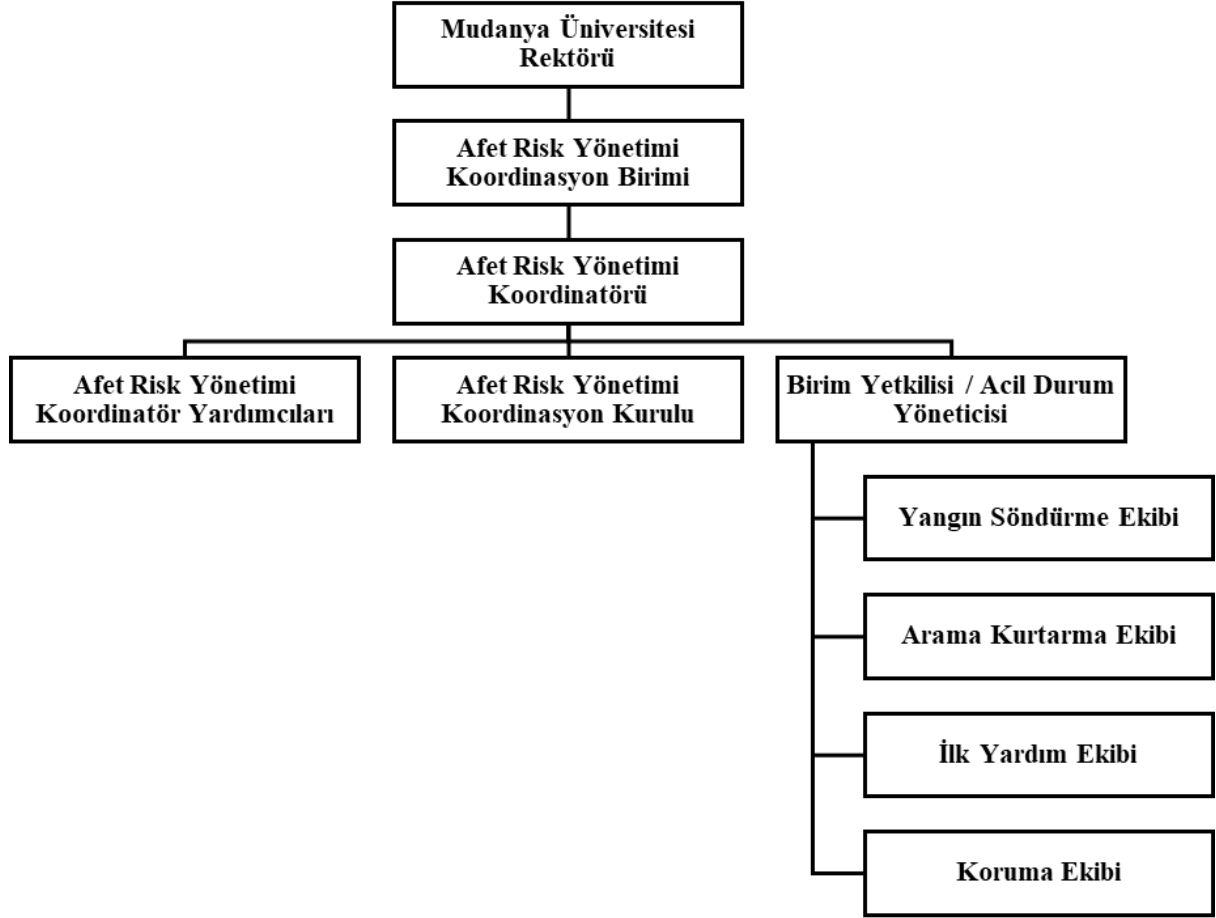 Mudanya Üniversitesi
Rektörü
Afet Risk Yönetimi
Koordinasyon Birimi
Afet Risk Yönetimi
Koordinatörü
Afet Risk Yönetimi
Koordinatör Yardımcıları
Afet Risk Yönetimi
Koordinasyon Kurulu
Birim Yetkilisi / Acil Durum
Yöneticisi
Yangın Söndürme Ekibi
Arama Kurtarma Ekibi
İlk Yardım Ekibi
Koruma Ekibi